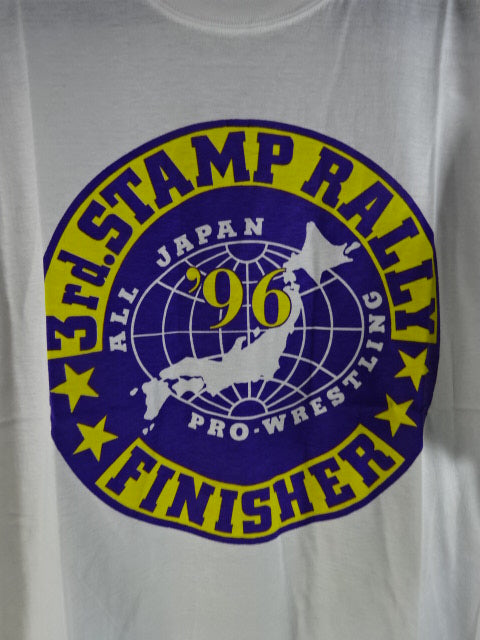 3rd. STAMP RALLY
ALL JAPAN
'96
PRO-WRESTLING
FINISHER